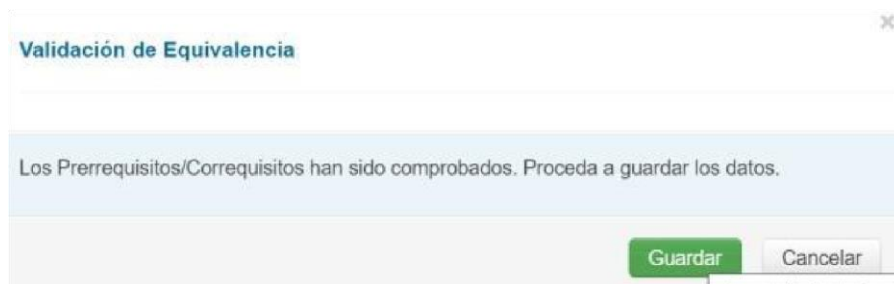 Validación de Equivalencia
Los Prerrequisitos/Correquisitos han sido comprobados. Proceda a guardar los datos.
Guardar
Cancelar